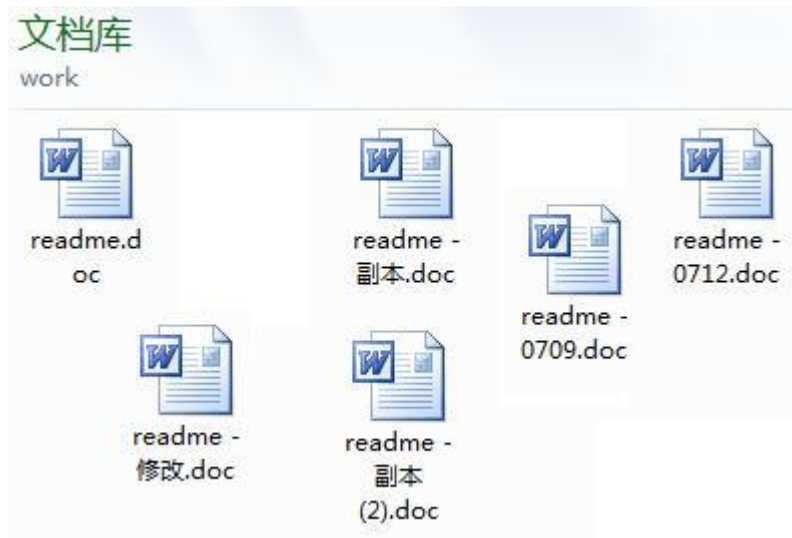 文档库
work
readme.d
oc
readme -
副本.doc
readme -
0709.doc
readme -
0712.doc
readme -
修改.doc
readme -
副本
(2).doc